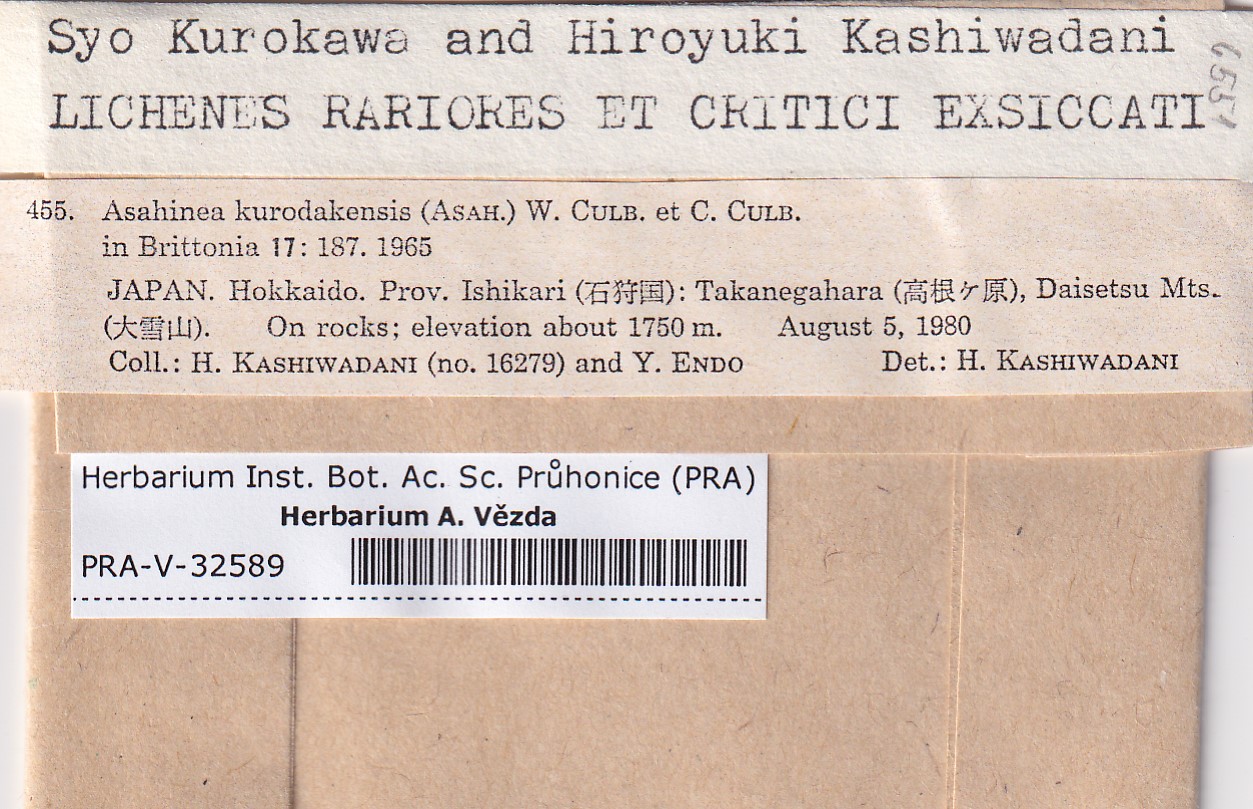 Syo Kurokawa and Hiroyuki Kashiwadani
LICHENES RARIORES ET CRITICI EXSICCATI
455. Asahinea kurodakensis (ASAH.) W. CULB. et C. CULB.
in Brittonia 17: 187. 1965
JAPAN. Hokkaido. Prov. Ishikari (石狩国): Takanegahara (高根ケ原), Daisetsu Mts.
(大雪山). On rocks; elevation about 1750 m. August 5, 1980
Coll.: H. KASHIWADANI (no. 16279) and Y. ENDO Det.: H. KASHIWADANI
Herbarium Inst. Bot. Ac. Sc. Průhonice (PRA)
Herbarium A. Vězda
PRA-V-32589